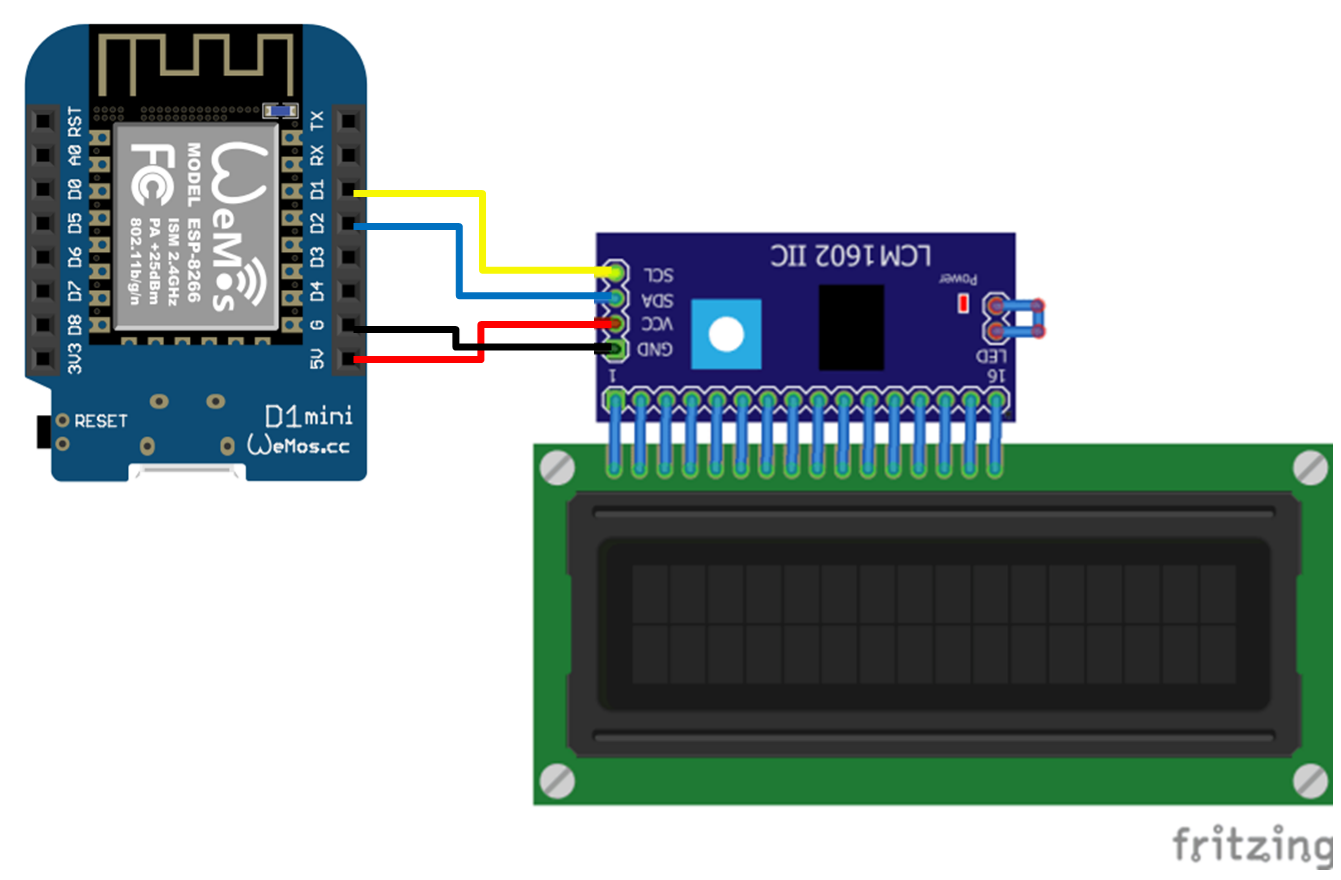 RST
A0
D0
D5
D6
D7
D8
3V3
TX
RX
D1
D2
D3
D4
G
5V
WeMos
MODEL ESP-8266
ISM 2.4GHz
PA +25dBm
802.11b/g/n
FC
RESET
D1 mini
WeMos.cc
LCM1602 IIC
SCL
SDA
VCC
GND
Power
LED
1
16
fritzing